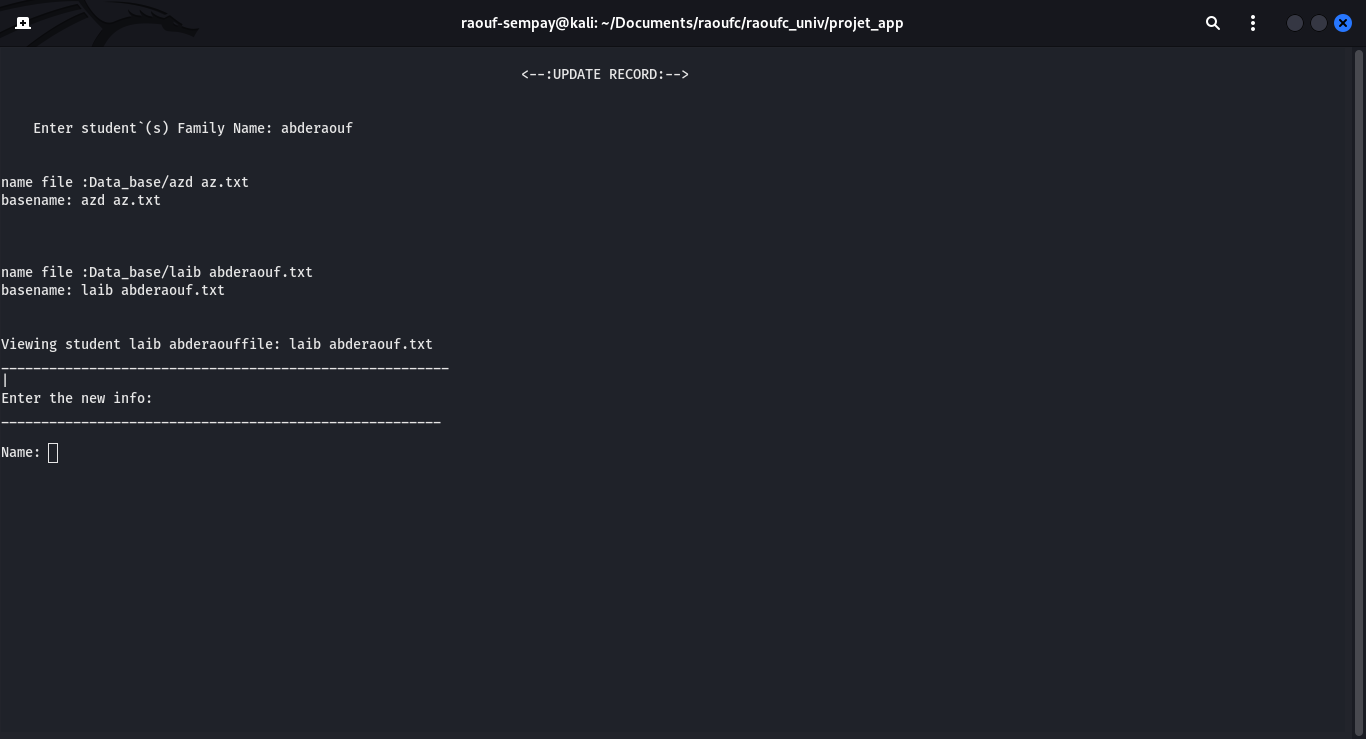 raouf-sempay@kali: ~/Documents/raoufc/raoufc_univ/projet_app
<--:UPDATE RECORD:-->
Enter student`(s) Family Name: abderaouf
name file :Data_base/azd az.txt
basename: azd az.txt
name file :Data_base/laib abderaouf.txt
basename: laib abderaouf.txt
Viewing student laib abderaouffile: laib abderaouf.txt
________________________________________________________
|
Enter the new info:
_______________________________________________________
Name: